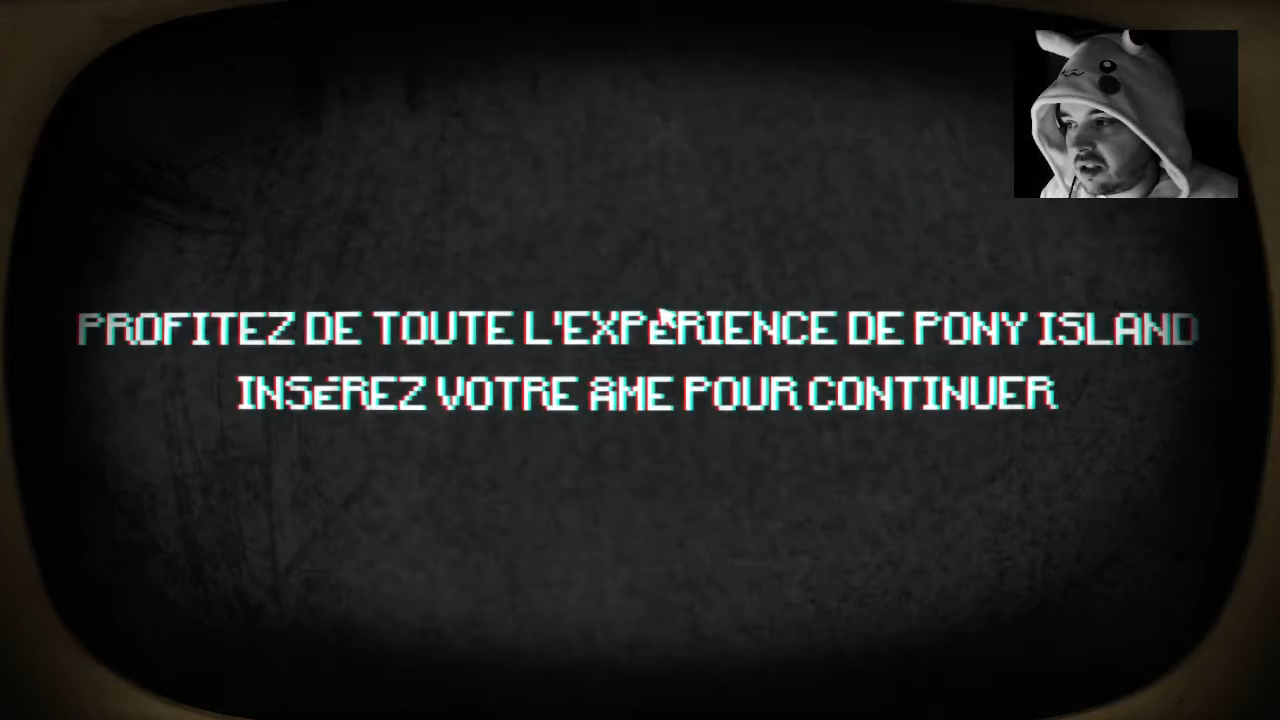 PROFITEZ DE TOUTE L'EXPéRIENCE DE PONY ISLAND
INSéREZ VOTRE âME POUR CONTINUER